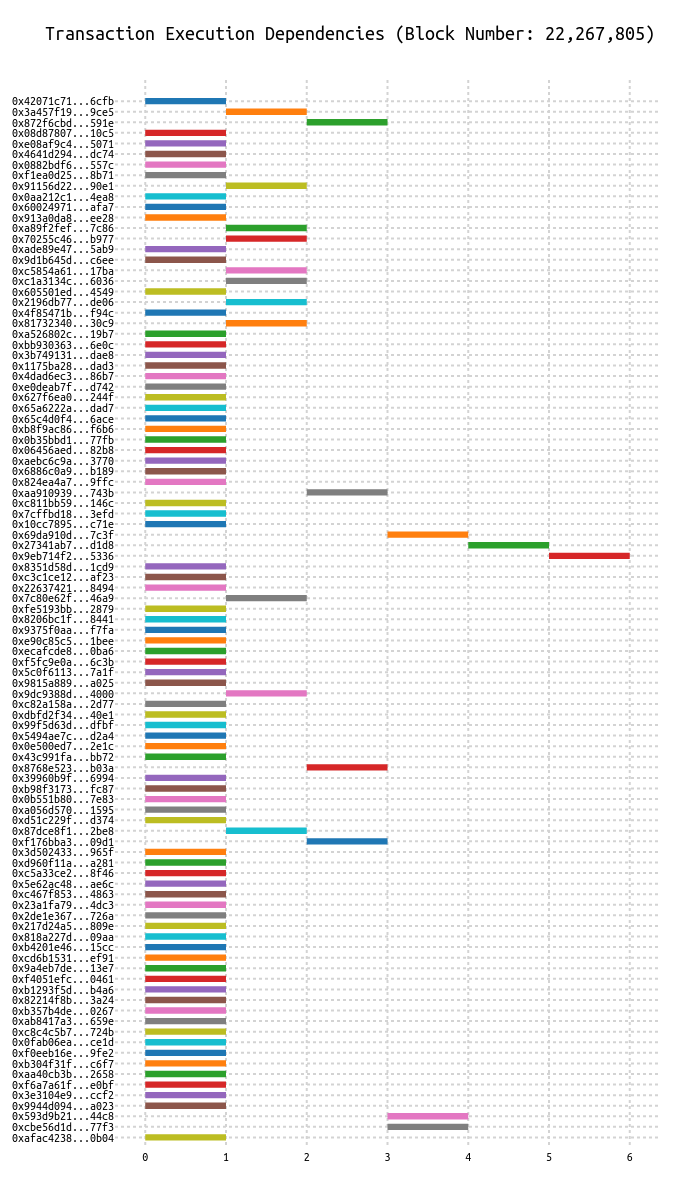 Transaction Execution Dependencies (Block Number: 22,267,805)
0x42071c71...6cfb
0x3a457f19...9ce5
0x872f6cbd...591e
0x08d87807...10c5
0xe08af9c4...5071
0x4641d294...dc74
0x0882bdf6...557c
0xf1ea0d25...8b71
0x91156d22...90e1
0x0aa212c1...4ea8
0x60024971...afa7
0x913a0da8...ee28
0xa89f2fef...7c86
0x70255c46...b977
0xade89e47...5ab9
0x9d1b645d...c6ee
0xc5854a61...17ba
0xc1a3134c...6036
0x605501ed...4549
0x2196db77...de06
0x4f85471b...f94c
0x81732340...30c9
0xa526802c...19b7
0xbb930363...6e0c
0x3b749131...dae8
0x1175ba28...dad3
0x4dad6ec3...86b7
0xe0deab7f...d742
0x627f6ea0...244f
0x65a6222a...dad7
0x65c4d0f4...6ace
0xb8f9ac86...f6b6
0x0b35bbd1...77fb
0x06456aed...82b8
0xaebc6c9a...3770
0x6886c0a9...b189
0x824ea4a7...9ffc
0xaa910939...743b
0xc811bb59...146c
0x7cffbd18...3efd
0x10cc7895...c71e
0x69da910d...7c3f
0x27341ab7...d1d8
0x9eb714f2...5336
0x8351d58d...1cd9
0xc3c1ce12...af23
0x22637421...8494
0x7c80e62f...46a9
0xfe5193bb...2879
0x8206bc1f...8441
0x9375f0aa...f7fa
0xe90c85c5...1bee
0xecafcde8...0ba6
0xf5fc9e0a...6c3b
0x5c0f6113...7a1f
0x9815a889...a025
0x9dc9388d...4000
0xc82a158a...2d77
0xdbfd2f34...40e1
0x99f5d63d...dfbf
0x5494ae7c...d2a4
0x0e500ed7...2e1c
0x43c991fa...bb72
0x8768e523...b03a
0x39960b9f...6994
0xb98f3173...fc87
0x0b551b80...7e83
0xa056d570...1595
0xd51c229f...d374
0x87dce8f1...2be8
0xf176bba3...09d1
0x3d502433...965f
0xd960f11a...a281
0xc5a33ce2...8f46
0x5e62ac48...ae6c
0xc467f853...4863
0x23a1fa79...4dc3
0x2de1e367...726a
0x217d24a5...809e
0x818a227d...09aa
0xb4201e46...15cc
0xcd6b1531...ef91
0x9a4eb7de...13e7
0xf4051efc...0461
0xb1293f5d...b4a6
0x82214f8b...3a24
0xb357b4de...0267
0xab8417a3...659e
0xc8c4c5b7...724b
0x0fab06ea...ce1d
0xf0eeb16e...9fe2
0xb304f31f...c6f7
0xaa40cb3b...2658
0xf6a7a61f...e0bf
0x3e3104e9...ccf2
0x9944d094...a023
0x593d9b21...44c8
0xcbe56d1d...77f3
0xafac4238...0b04
0 1 2 3 4 5 6